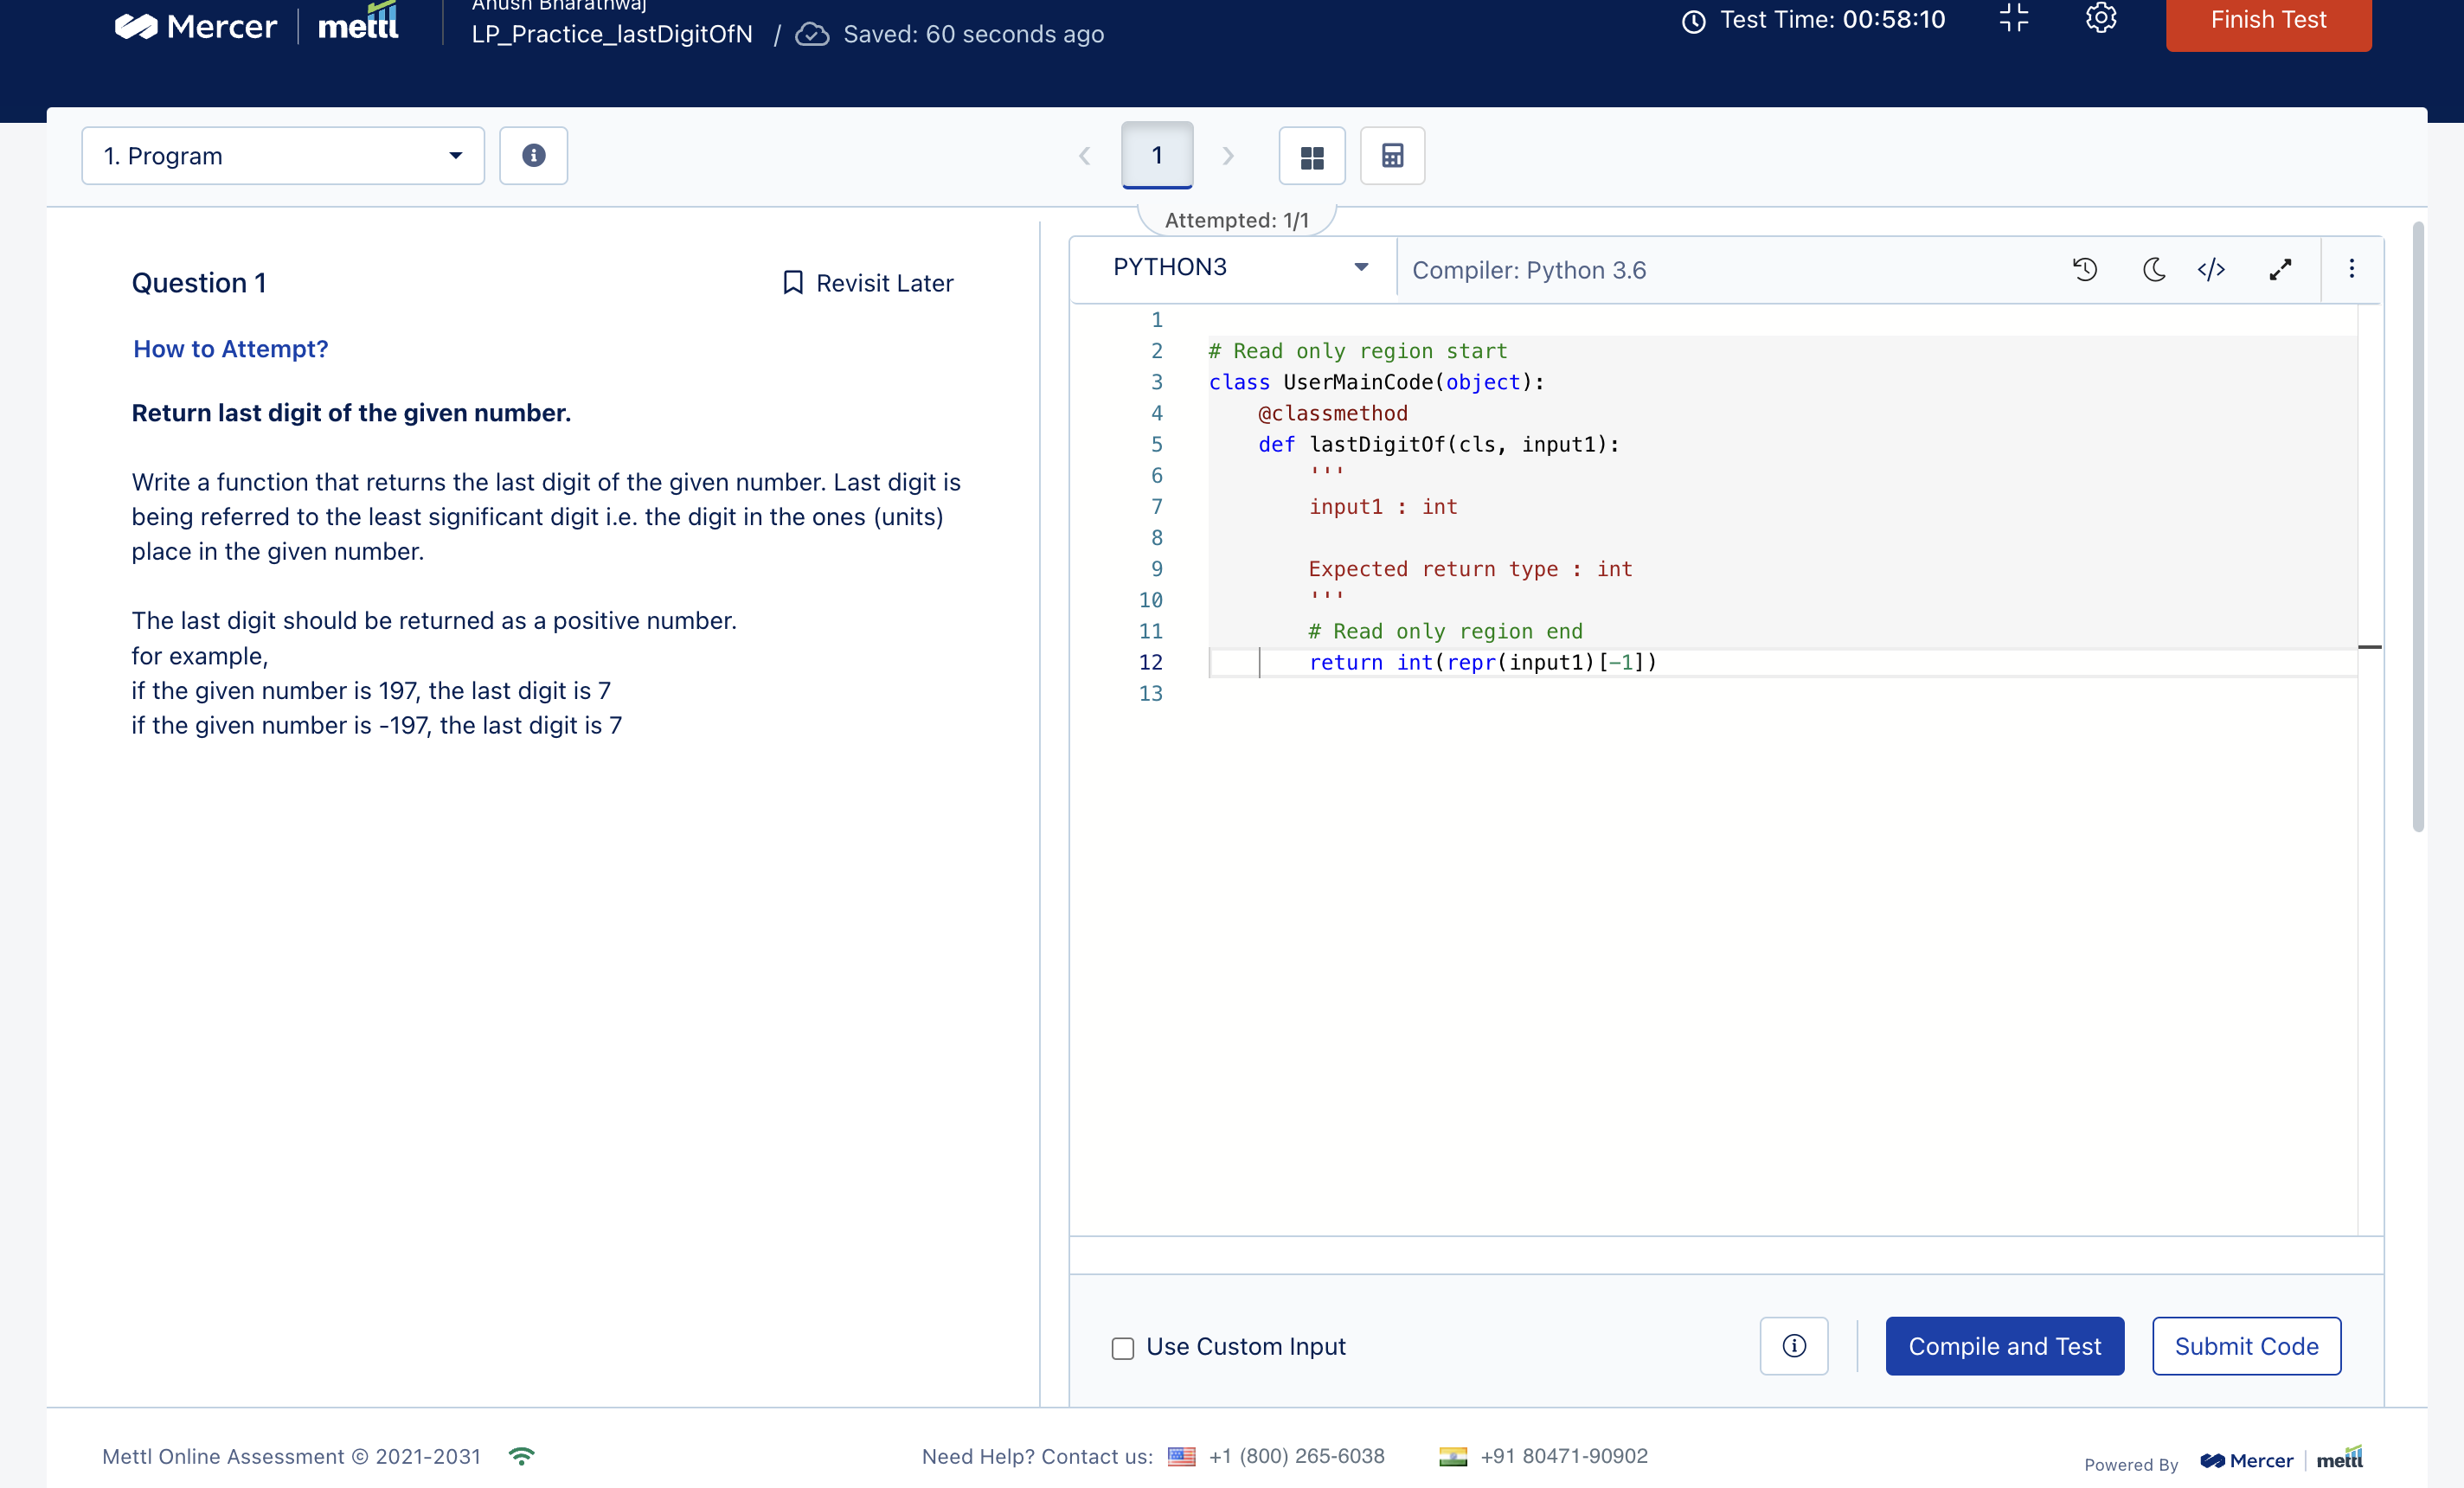 Anush Bharathwaj
Mercer | mettl
LP_Practice_lastDigitOfN / Saved: 60 seconds ago
Test Time: 00:58:10
Finish Test
1. Program
1
Attempted: 1/1
Question 1
Revisit Later
How to Attempt?
Return last digit of the given number.
Write a function that returns the last digit of the given number. Last digit is
being referred to the least significant digit i.e. the digit in the ones (units)
place in the given number.
The last digit should be returned as a positive number.
for example,
if the given number is 197, the last digit is 7
if the given number is -197, the last digit is 7
PYTHON3
Compiler: Python 3.6
1
2 # Read only region start
3 class UserMainCode(object):
4     @classmethod
5     def lastDigitOf(cls, input1):
6         '''
7         input1 : int
8
9         Expected return type : int
10         '''
11         # Read only region end
12         return int(repr(input1)[-1])
13
Use Custom Input
Compile and Test
Submit Code
Mettl Online Assessment © 2021-2031
Need Help? Contact us: +1 (800) 265-6038 +91 80471-90902
Powered By Mercer | mettl